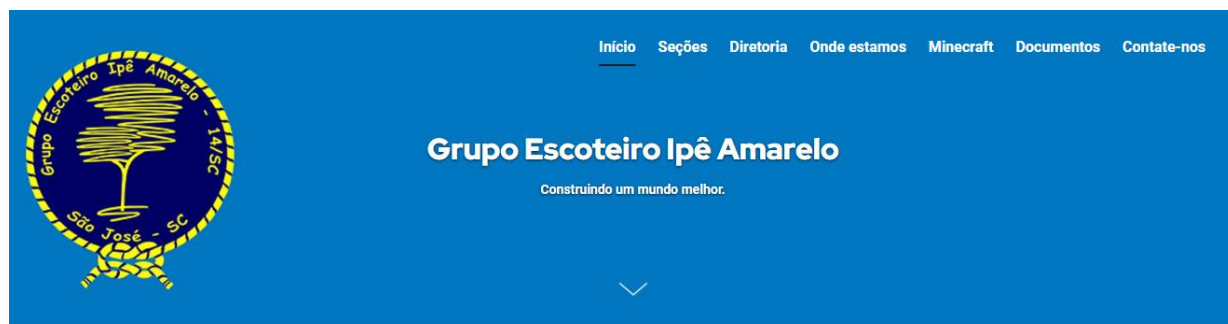 Início Seções Diretoria Onde estamos Minecraft Documentos Contate-nos
Grupo Escoteiro Ipê Amarelo - 14/SC
São José - SC
Grupo Escoteiro Ipê Amarelo
Construindo um mundo melhor.